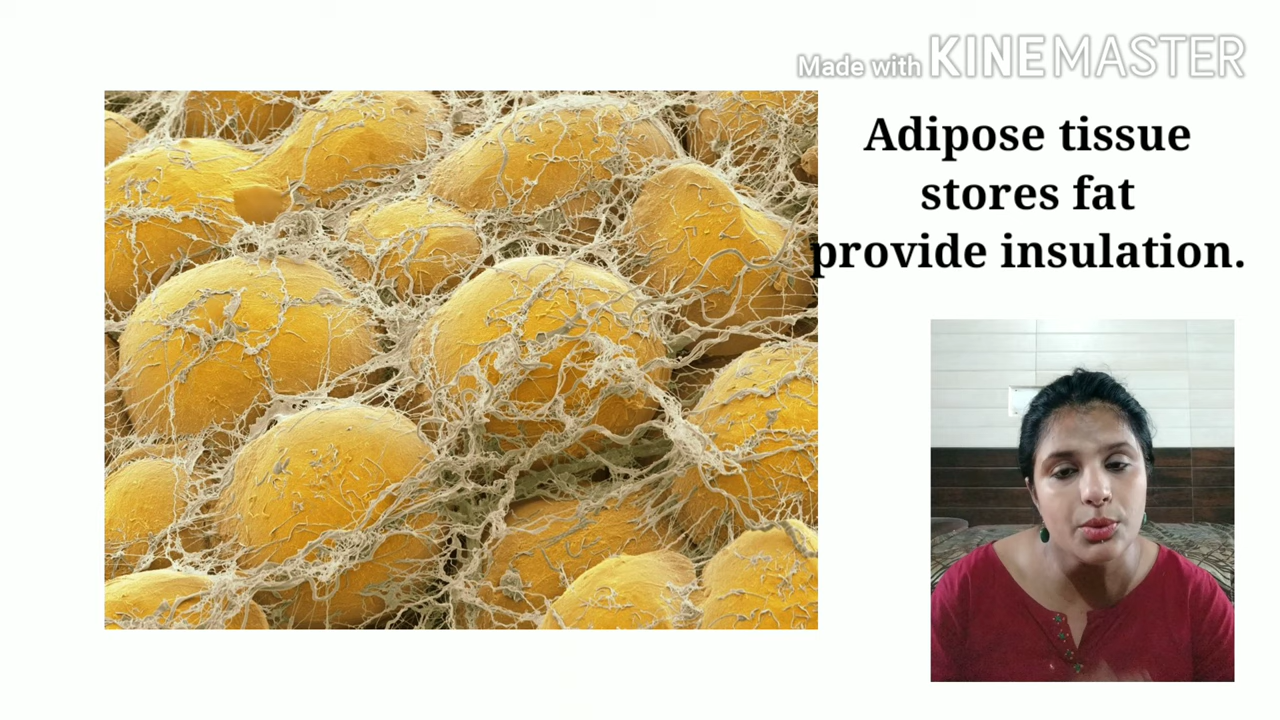 Made with KINEMASTER
Adipose tissue
stores fat
provide insulation.